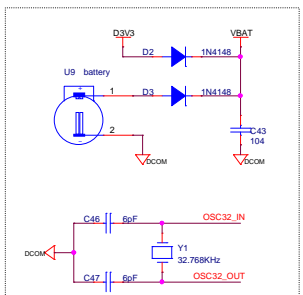 D3V3 VBAT
D2 1N4148
U9 battery
+
1 D3 1N4148
2
-
C43
104
DCOM DCOM
C46 6pF OSC32_IN
Y1
DCOM
32.768KHz
C47 6pF OSC32_OUT